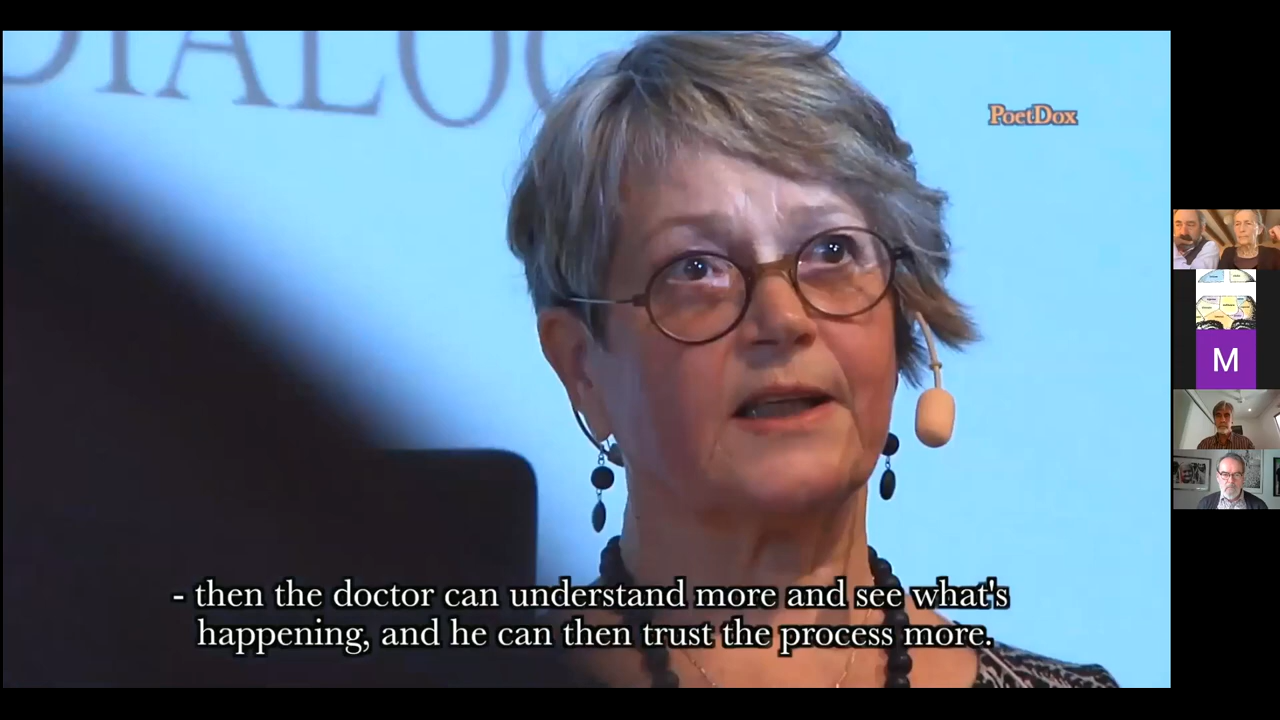 DIALOG
PoetDox
M
- then the doctor can understand more and see what's
happening, and he can then trust the process more.